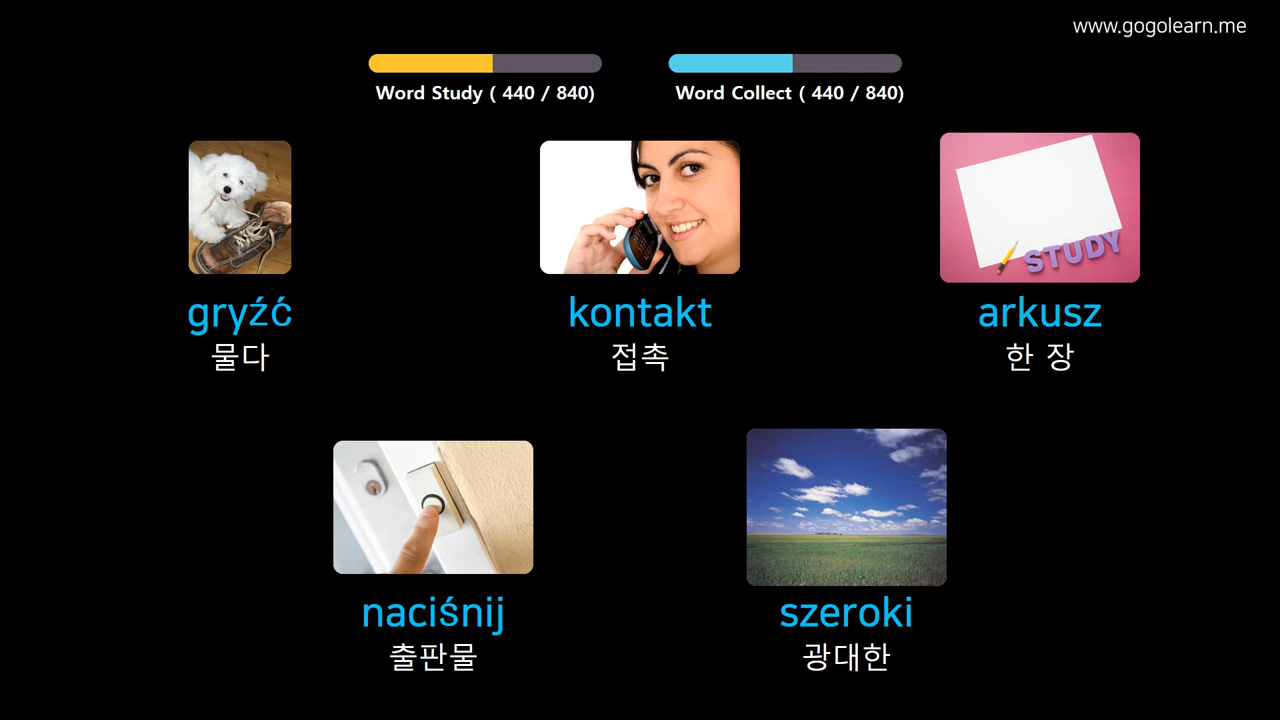 www.gogolearn.me
Word Study ( 440 / 840)
Word Collect ( 440 / 840)
STUDY
gryźć
물다
kontakt
접촉
arkusz
한 장
naciśnij
출판물
szeroki
광대한